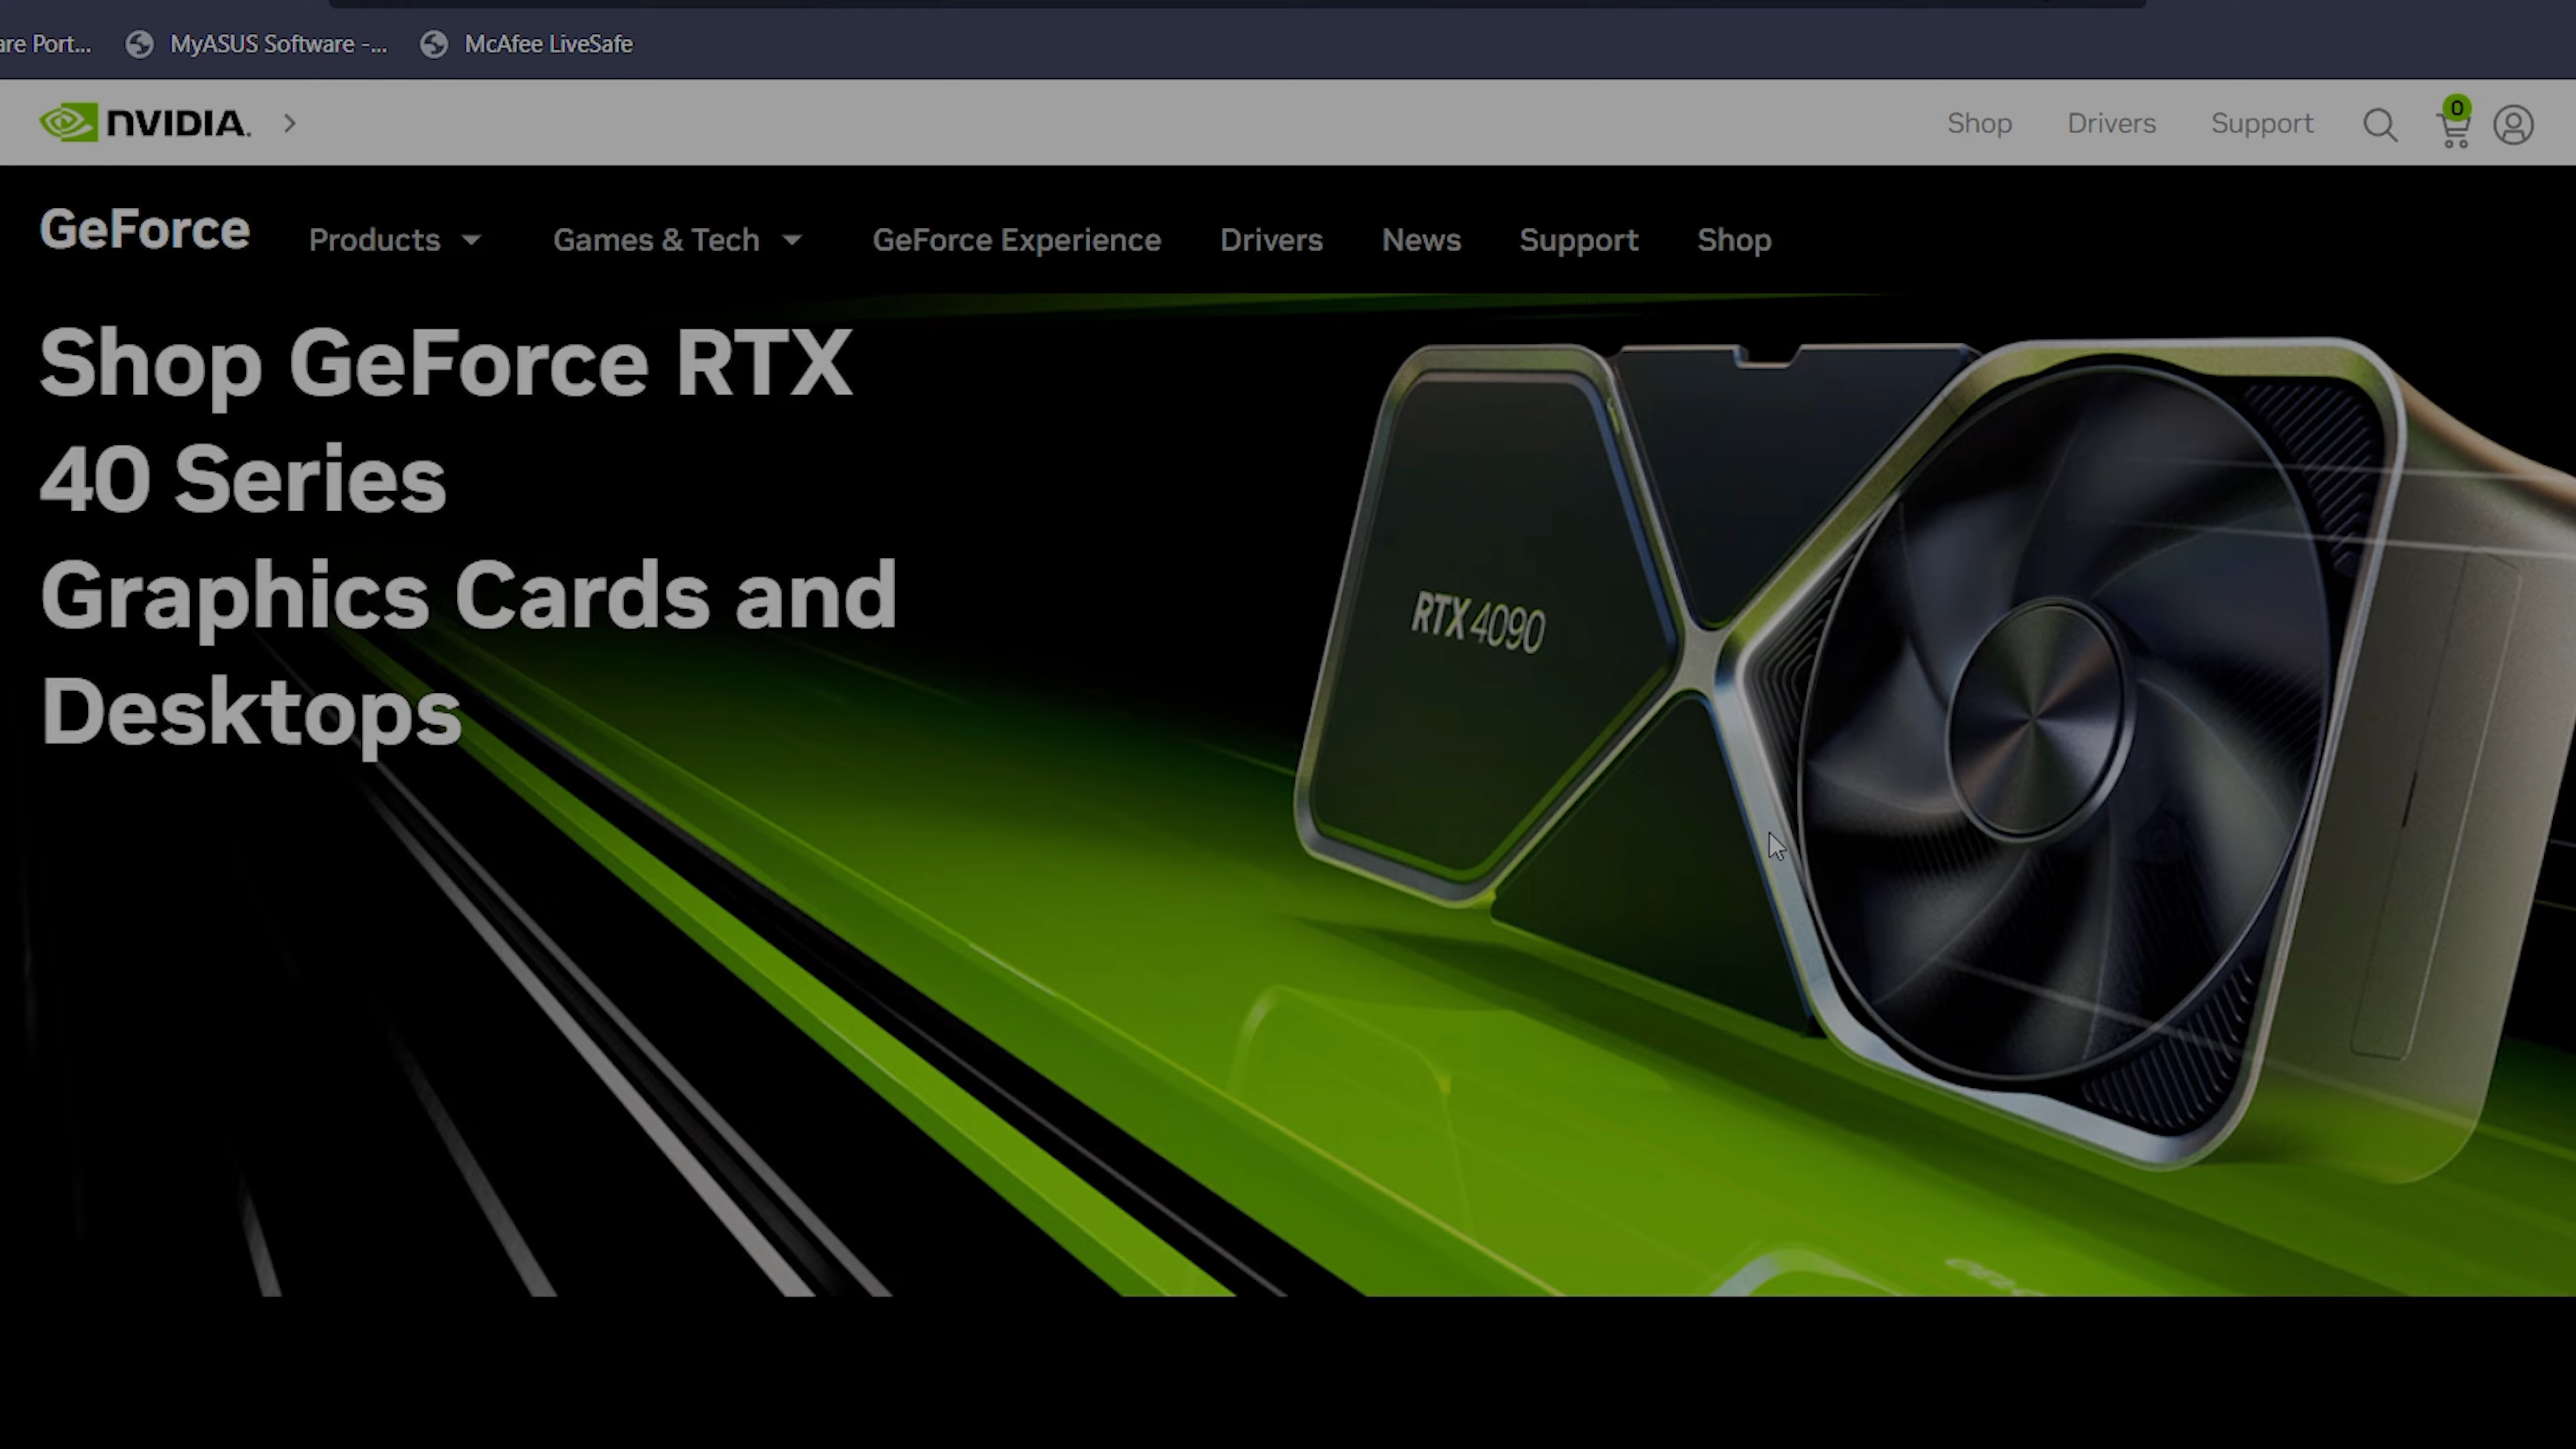 are Port...
MyASUS Software -...
McAfee LiveSafe
NVIDIA.
Shop
Drivers
Support
0
GeForce
Products
Games & Tech
GeForce Experience
Drivers
News
Support
Shop
Shop GeForce RTX
40 Series
Graphics Cards and
Desktops
RTX 4090